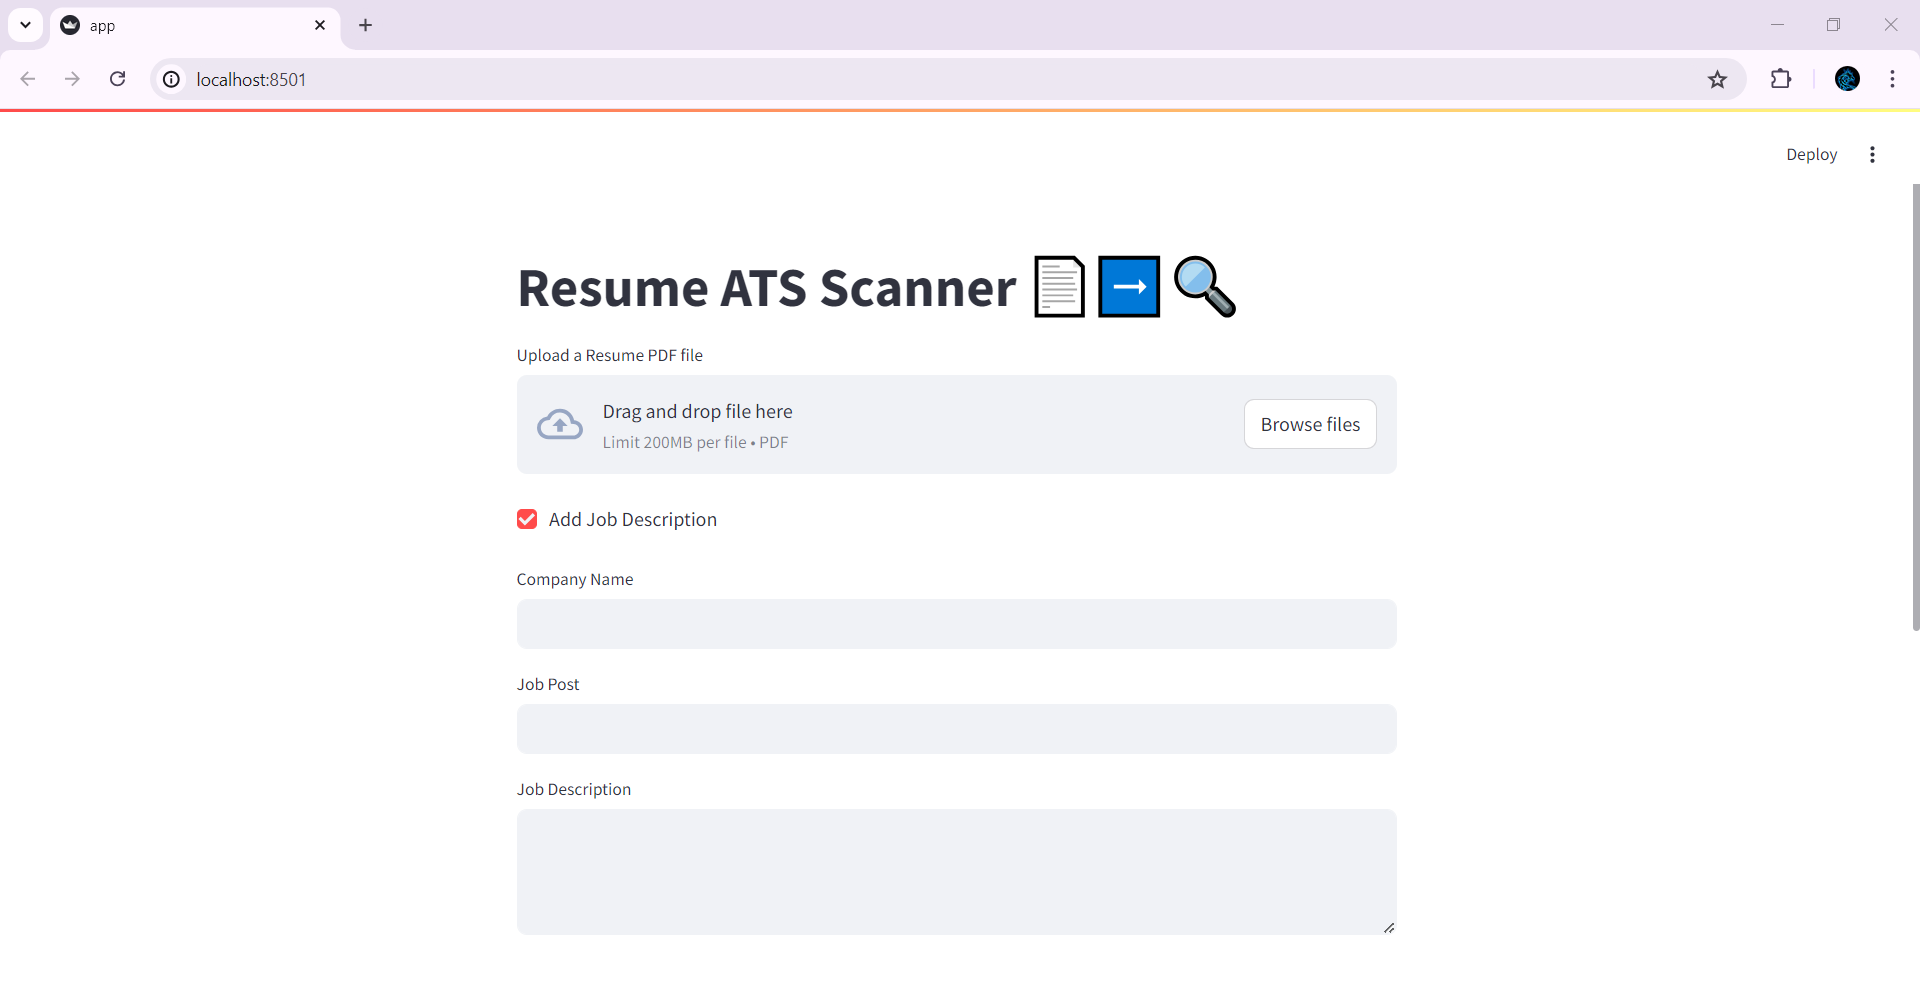 app
localhost:8501
Deploy
Resume ATS Scanner
Upload a Resume PDF file
Drag and drop file here
Limit 200MB per file • PDF
Browse files
Add Job Description
Company Name
Job Post
Job Description